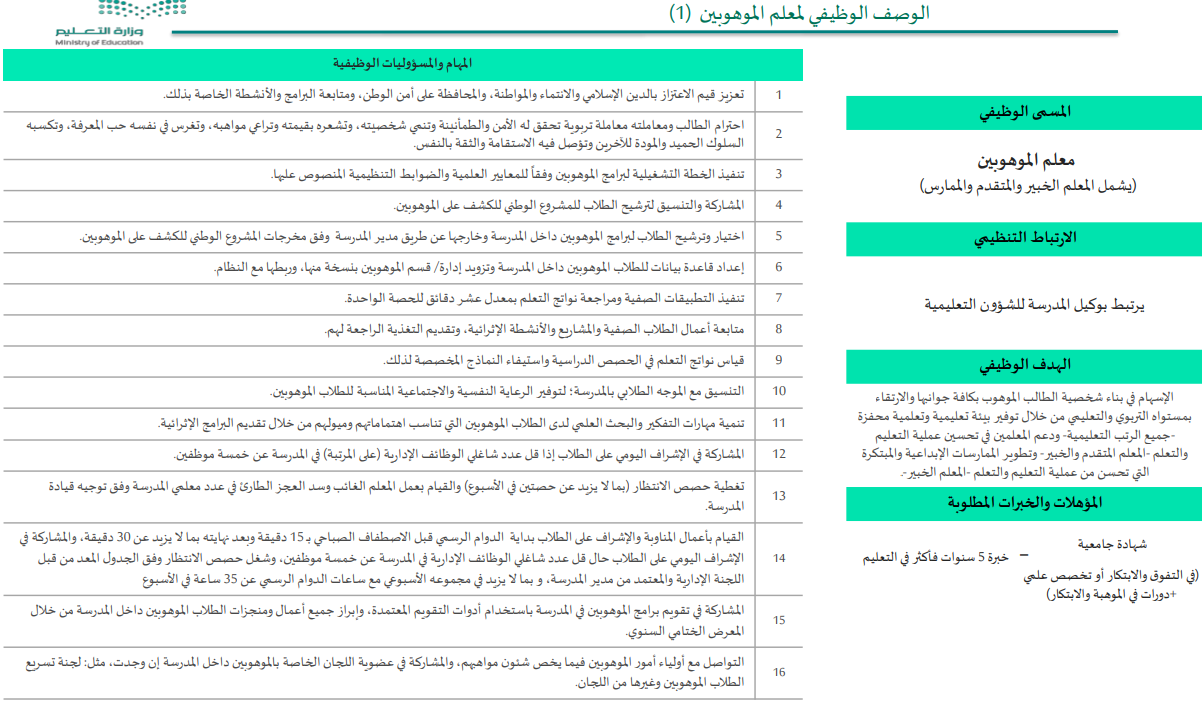 الوصف الوظيفي لمعلم الموهوبين (1)
وزارة التعليم
Ministry of Education
المسمى الوظيفي
معلم الموهوبين
(يشمل المعلم الخبير والمتقدم والممارس)
الارتباط التنظيمي
يرتبط بوكيل المدرسة للشؤون التعليمية
الهدف الوظيفي
الإسهام في بناء شخصية الطالب الموهوب بكافة جوانبها والارتقاء
بمستواه التربوي والتعليمي من خلال توفير بيئة تعليمية وتعلمية محفزة
-جميع الرتب التعليمية- ودعم المعلمين في تحسين عملية التعليم
والتعلم -المعلم المتقدم والخبير- وتطوير الممارسات الإبداعية والمبتكرة
التي تحسن من عملية التعليم والتعلم -المعلم الخبير-.
المؤهلات والخبرات المطلوبة
شهادة جامعية
(في التفوق والابتكار أو تخصص علمي
+دورات في الموهبة والابتكار)
– خبرة 5 سنوات فأكثر في التعليم
المهام والمسؤوليات الوظيفية
1 تعزيز قيم الاعتزاز بالدين الإسلامي والانتماء والمواطنة، والمحافظة على أمن الوطن، ومتابعة البرامج والأنشطة الخاصة بذلك.
2 احترام الطالب ومعاملته معاملة تربوية تحقق له الأمن والطمأنينة وتنمي شخصيته، وتشعره بقيمته وتراعي مواهبه، وتغرس في نفسه حب المعرفة، وتكسبه
السلوك الحميد والمودة للآخرين وتؤصل فيه الاستقامة والثقة بالنفس.
3 تنفيذ الخطة التشغيلية لبرامج الموهوبين وفقاً للمعايير العلمية والضوابط التنظيمية المنصوص عليها.
4 المشاركة والتنسيق لترشيح الطلاب للمشروع الوطني للكشف على الموهوبين.
5 اختيار وترشيح الطلاب لبرامج الموهوبين داخل المدرسة وخارجها عن طريق مدير المدرسة وفق مخرجات المشروع الوطني للكشف على الموهوبين.
6 إعداد قاعدة بيانات للطلاب الموهوبين داخل المدرسة وتزويد إدارة/ قسم الموهوبين بنسخة منها، وربطها مع النظام.
7 تنفيذ التطبيقات الصفية ومراجعة نواتج التعلم بمعدل عشر دقائق للحصة الواحدة.
8 متابعة أعمال الطلاب الصفية والمشاريع والأنشطة الإثرائية، وتقديم التغذية الراجعة لهم.
9 قياس نواتج التعلم في الحصص الدراسية واستيفاء النماذج المخصصة لذلك.
10 التنسيق مع الموجه الطلابي بالمدرسة؛ لتوفير الرعاية النفسية والاجتماعية المناسبة للطلاب الموهوبين.
11 تنمية مهارات التفكير والبحث العلمي لدى الطلاب الموهوبين التي تناسب اهتماماتهم وميولهم من خلال تقديم البرامج الإثرائية.
12 المشاركة في الإشراف اليومي على الطلاب إذا قل عدد شاغلي الوظائف الإدارية (على المرتبة) في المدرسة عن خمسة موظفين.
13 تغطية حصص الانتظار (بما لا يزيد عن حصتين في الأسبوع) والقيام بعمل المعلم الغائب وسد العجز الطارئ في عدد معلمي المدرسة وفق توجيه قيادة
المدرسة.
14 القيام بأعمال المناوبة والإشراف على الطلاب بداية الدوام الرسمي قبل الاصطفاف الصباحي بـ 15 دقيقة وبعد نهايته بما لا يزيد عن 30 دقيقة، والمشاركة في
الإشراف اليومي على الطلاب حال قل عدد شاغلي الوظائف الإدارية في المدرسة عن خمسة موظفين، وشغل حصص الانتظار وفق الجدول المعد من قبل
اللجنة الإدارية والمعتمد من مدير المدرسة، و بما لا يزيد في مجموعه الأسبوعي مع ساعات الدوام الرسمي عن 35 ساعة في الأسبوع
15 المشاركة في تقويم برامج الموهوبين في المدرسة باستخدام أدوات التقويم المعتمدة، وإبراز جميع أعمال ومنجزات الطلاب الموهوبين داخل المدرسة من خلال
المعرض الختامي السنوي.
16 التواصل مع أولياء أمور الموهوبين فيما يخص شئون مواهبهم، والمشاركة في عضوية اللجان الخاصة بالموهوبين داخل المدرسة إن وجدت، مثل: لجنة تسريع
الطلاب الموهوبين وغيرها من اللجان.